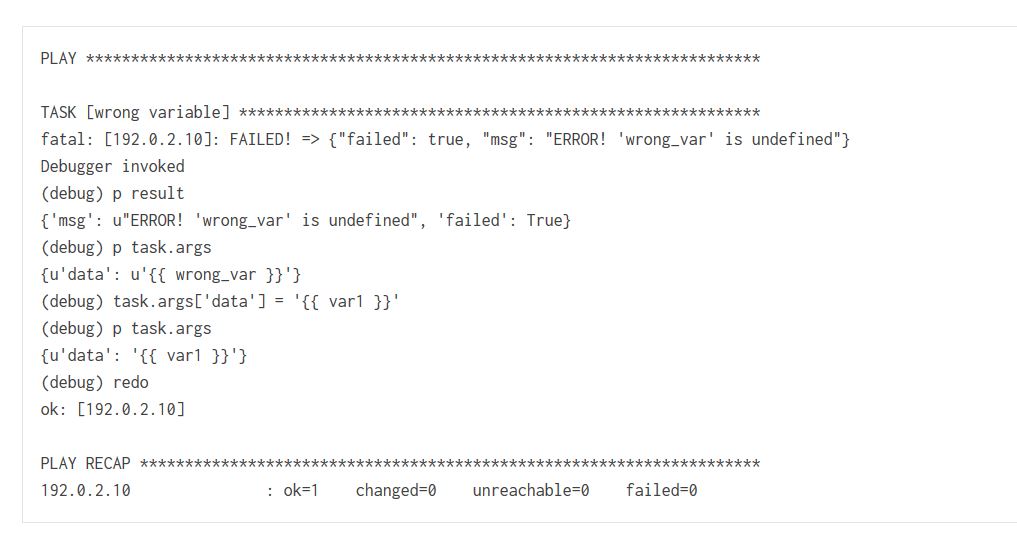 PLAY ***************************************************************************
TASK [wrong variable] **********************************************************
fatal: [192.0.2.10]: FAILED! => {"failed": true, "msg": "ERROR! 'wrong_var' is undefined"}
Debugger invoked
(debug) p result
{'msg': u"ERROR! 'wrong_var' is undefined", 'failed': True}
(debug) p task.args
{u'data': u'{{ wrong_var }}'}
(debug) task.args['data'] = '{{ var1 }}'
(debug) p task.args
{u'data': '{{ var1 }}'}
(debug) redo
ok: [192.0.2.10]
PLAY RECAP *********************************************************************
192.0.2.10               : ok=1    changed=0    unreachable=0    failed=0